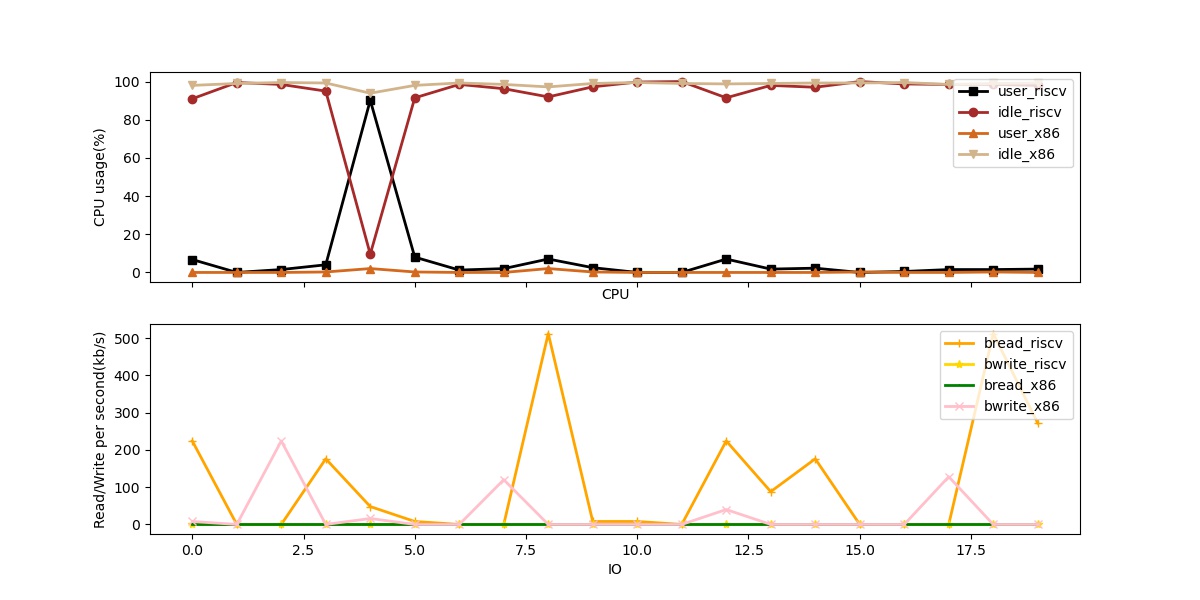 100
80
60
40
20
0
CPU usage(%)
user_riscv
idle_riscv
user_x86
idle_x86
CPU
500
400
300
200
100
0
Read/Write per second(kb/s)
bread_riscv
bwrite_riscv
bread_x86
bwrite_x86
0.0 2.5 5.0 7.5 10.0 12.5 15.0 17.5
IO